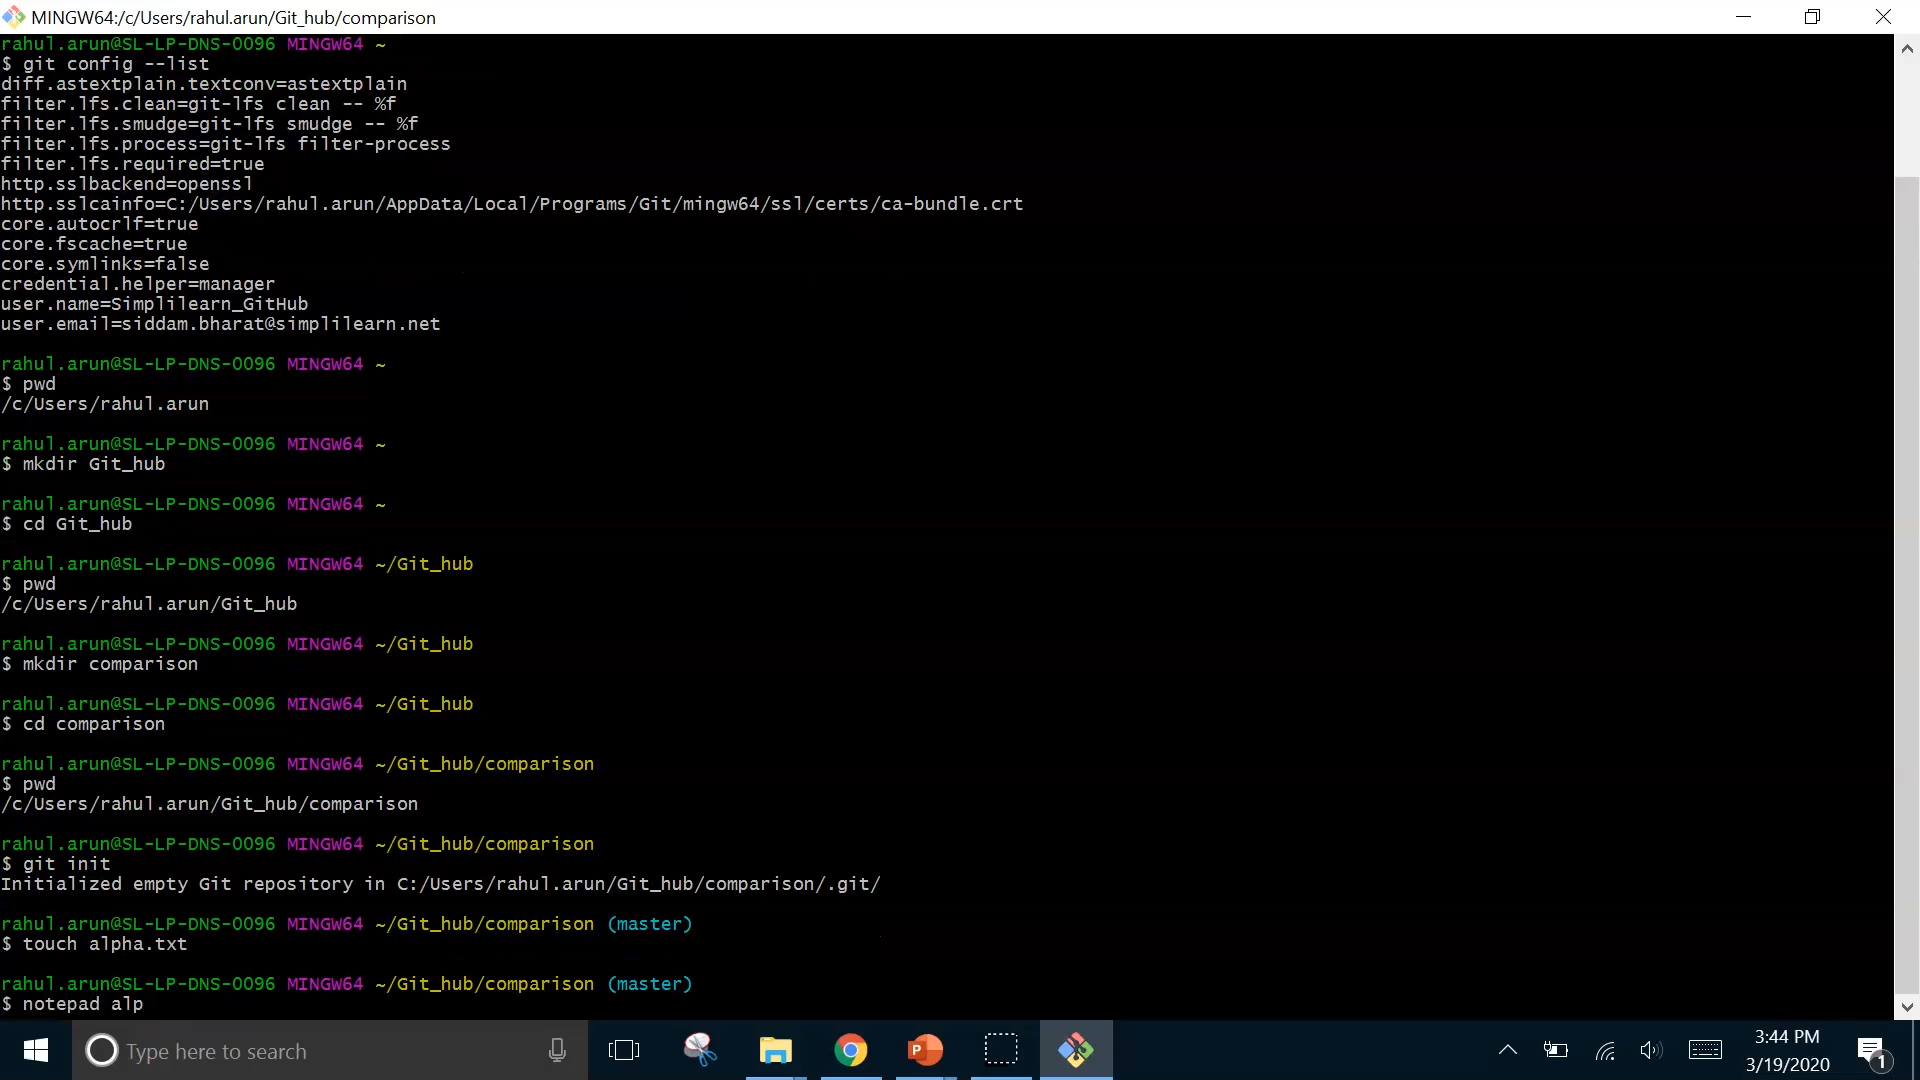 MINGW64:/c/Users/rahul.arun/Git_hub/comparison
rahul.arun@SL-LP-DNS-0096 MINGW64 ~
$ git config --list
diff.astextplain.textconv=astextplain
filter.lfs.clean=git-lfs clean -- %f
filter.lfs.smudge=git-lfs smudge -- %f
filter.lfs.process=git-lfs filter-process
filter.lfs.required=true
http.sslbackend=openssl
http.sslcainfo=C:/Users/rahul.arun/AppData/Local/Programs/Git/mingw64/ssl/certs/ca-bundle.crt
core.autocrlf=true
core.fscache=true
core.symlinks=false
credential.helper=manager
user.name=Simplilearn_GitHub
user.email=siddam.bharat@simplilearn.net
rahul.arun@SL-LP-DNS-0096 MINGW64 ~
$ pwd
/c/Users/rahul.arun
rahul.arun@SL-LP-DNS-0096 MINGW64 ~
$ mkdir Git_hub
rahul.arun@SL-LP-DNS-0096 MINGW64 ~
$ cd Git_hub
rahul.arun@SL-LP-DNS-0096 MINGW64 ~/Git_hub
$ pwd
/c/Users/rahul.arun/Git_hub
rahul.arun@SL-LP-DNS-0096 MINGW64 ~/Git_hub
$ mkdir comparison
rahul.arun@SL-LP-DNS-0096 MINGW64 ~/Git_hub
$ cd comparison
rahul.arun@SL-LP-DNS-0096 MINGW64 ~/Git_hub/comparison
$ pwd
/c/Users/rahul.arun/Git_hub/comparison
rahul.arun@SL-LP-DNS-0096 MINGW64 ~/Git_hub/comparison
$ git init
Initialized empty Git repository in C:/Users/rahul.arun/Git_hub/comparison/.git/
rahul.arun@SL-LP-DNS-0096 MINGW64 ~/Git_hub/comparison (master)
$ touch alpha.txt
rahul.arun@SL-LP-DNS-0096 MINGW64 ~/Git_hub/comparison (master)
$ notepad alp
Type here to search
P
3:44 PM
3/19/2020
1